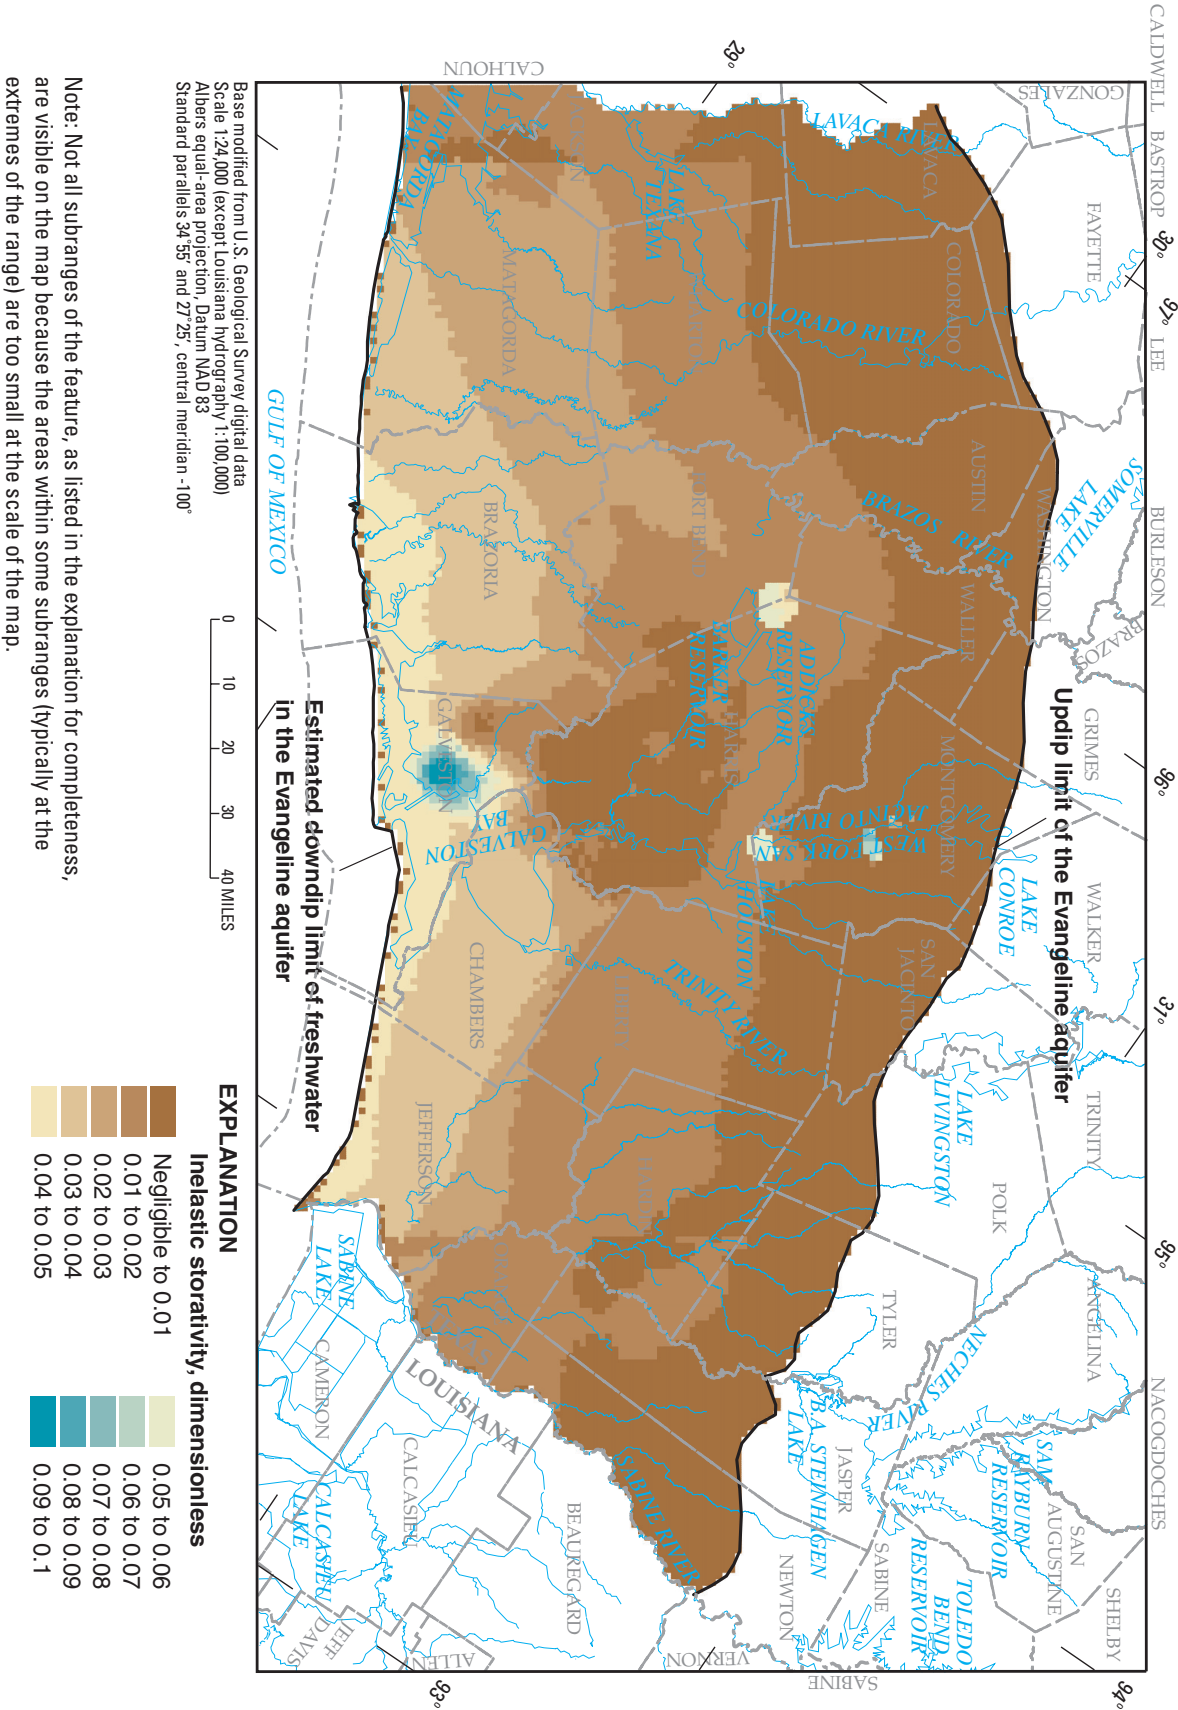 CALDWELL
BASTROP
LEE
BURLESON
BRAZOS
GRIMES
WALKER
TRINITY
ANGELINA
NACOGDOCHES
GONZALES
FAYETTE
POLK
SHELBY
SAN
AUGUSTINE
30°
97°
96°
31°
95°
94°
29°
93°
SOMERVILLE
LAKE
WASHINGTON
Updip limit of the Evangeline aquifer
LAKE
CONROE
LAKE
LIVINGSTON
TYLER
NECHES RIVER
SAM
RAYBURN
RESERVOIR
TOLEDO
BEND
RESERVOIR
LAVACA RIVER
LAVACA
COLORADO
COLORADO RIVER
AUSTIN
BRAZOS RIVER
WALLER
MONTGOMERY
WEST FORK SAN
JACINTO RIVER
SAN
JACINTO
B.A. STEINHAGEN
LAKE
JASPER
SABINE
NEWTON
SABINE
VERNON
CALHOUN
JACKSON
LAKE
TEXANA
WHARTON
FORT BEND
ADDICKS
RESERVOIR
BARKER
RESERVOIR
HARRIS
LAKE
HOUSTON
TRINITY RIVER
LIBERTY
HARDIN
SABINE RIVER
BEAUREGARD
MATAGORDA
MATAGORDA
BAY
BRAZORIA
GALVESTON
GALVESTON
BAY
CHAMBERS
JEFFERSON
ORANGE
LOUISIANA
CALCASIEU
ALLEN
JEFF
DAVIS
SABINE
LAKE
CAMERON
CALCASIEU
LAKE
GULF OF MEXICO
Estimated downdip limit of freshwater
in the Evangeline aquifer
Base modified from U.S. Geological Survey digital data
Scale 1:24,000 (except Louisiana hydrography 1:100,000)
Albers equal-area projection, Datum NAD 83
Standard parallels 34°55' and 27°25', central meridian -100°
0 10 20 30 40 MILES
EXPLANATION
Inelastic storativity, dimensionless
Negligible to 0.01
0.01 to 0.02
0.02 to 0.03
0.03 to 0.04
0.04 to 0.05
0.05 to 0.06
0.06 to 0.07
0.07 to 0.08
0.08 to 0.09
0.09 to 0.1
Note: Not all subranges of the feature, as listed in the explanation for completeness,
are visible on the map because the areas within some subranges (typically at the
extremes of the range) are too small at the scale of the map.